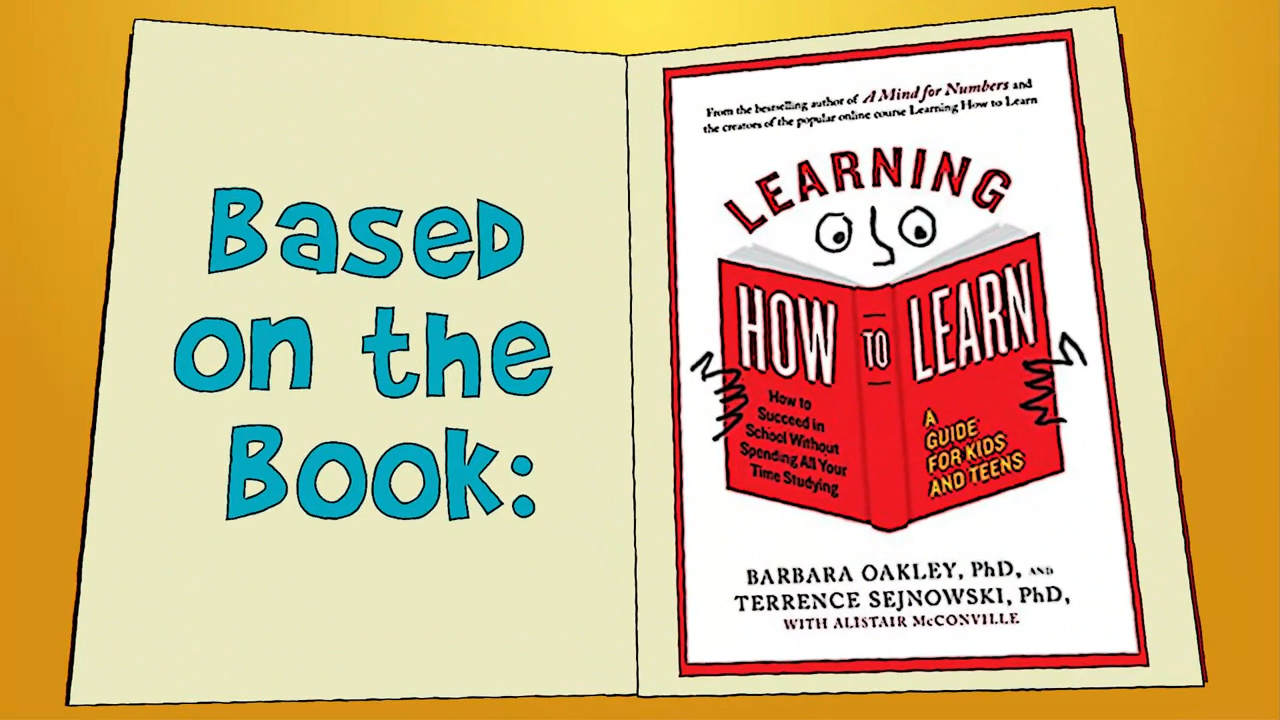 Based
on the
Book:
From the bestselling author of A Mind for Numbers and
the creators of the popular online course Learning How to Learn
LEARNING
HOW TO LEARN
How to
Succeed in
School Without
Spending All Your
Time Studying
A
GUIDE
FOR KIDS
AND TEENS
BARBARA OAKLEY, PhD, AND
TERRENCE SEJNOWSKI, PhD,
WITH ALISTAIR McCONVILLE